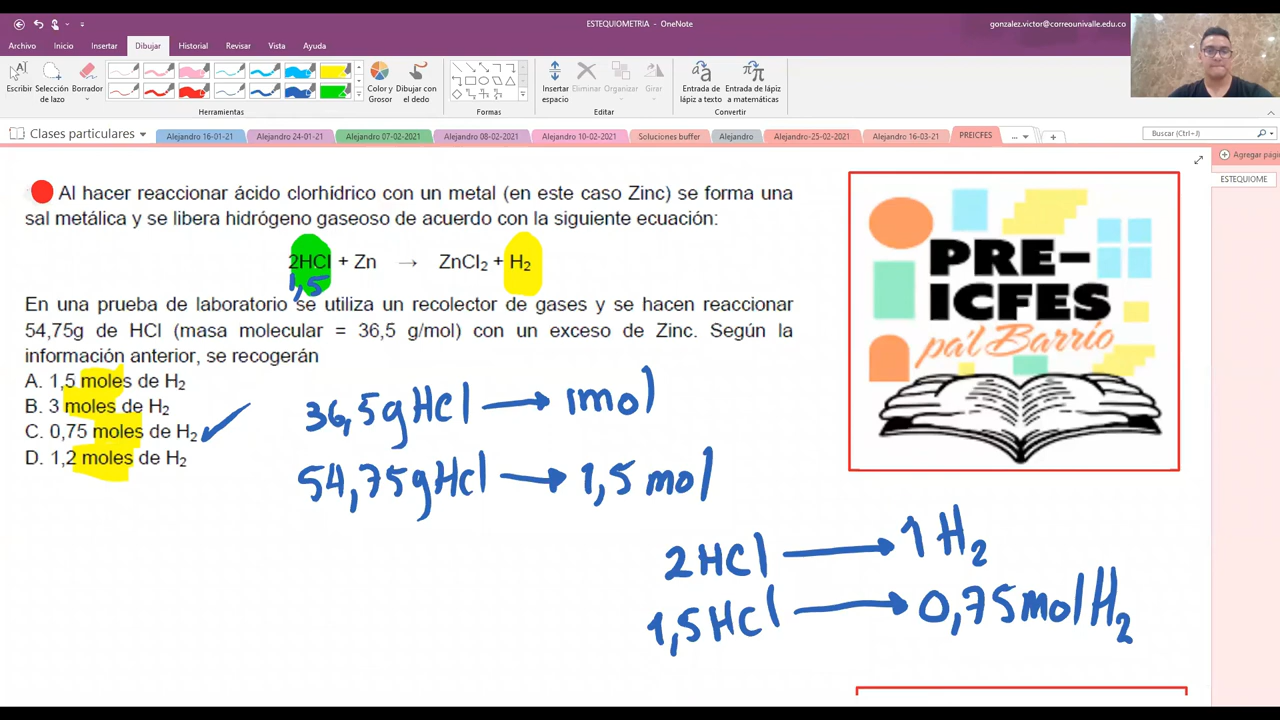 ESTEQUIOMETRIA - OneNote
gonzalez.victor@correounivalle.edu.co
Archivo Inicio Insertar Dibujar Historial Revisar Vista Ayuda
Escribir Selección de lazo Borrador Color y Grosor Dibujar con el dedo Insertar espacio Eliminar Organizar Girar Entrada de lápiz a texto Entrada de lápiz a matemáticas
Herramientas Formas Editar Convertir
Clases particulares Alejandro 16-01-21 Alejandro 24-01-21 Alejandro 07-02-2021 Alejandro 08-02-2021 Alejandro 10-02-2021 Soluciones buffer Alejandro Alejandro-25-02-2021 Alejandro 16-03-21 PREICFES ... Buscar (Ctrl+J)
Agregar pági
ESTEQUIOME
Al hacer reaccionar ácido clorhídrico con un metal (en este caso Zinc) se forma una
sal metálica y se libera hidrógeno gaseoso de acuerdo con la siguiente ecuación:
2HCl + Zn → ZnCl₂ + H₂
1,5
En una prueba de laboratorio se utiliza un recolector de gases y se hacen reaccionar
54,75g de HCl (masa molecular = 36,5 g/mol) con un exceso de Zinc. Según la
información anterior, se recogerán
A. 1,5 moles de H₂
B. 3 moles de H₂
C. 0,75 moles de H₂
D. 1,2 moles de H₂
36,5gHCl → 1mol
54,75gHCl → 1,5 mol
2HCl → 1 H₂
1,5HCl → 0,75molH₂
PRE-
ICFES
pa'l Barrio